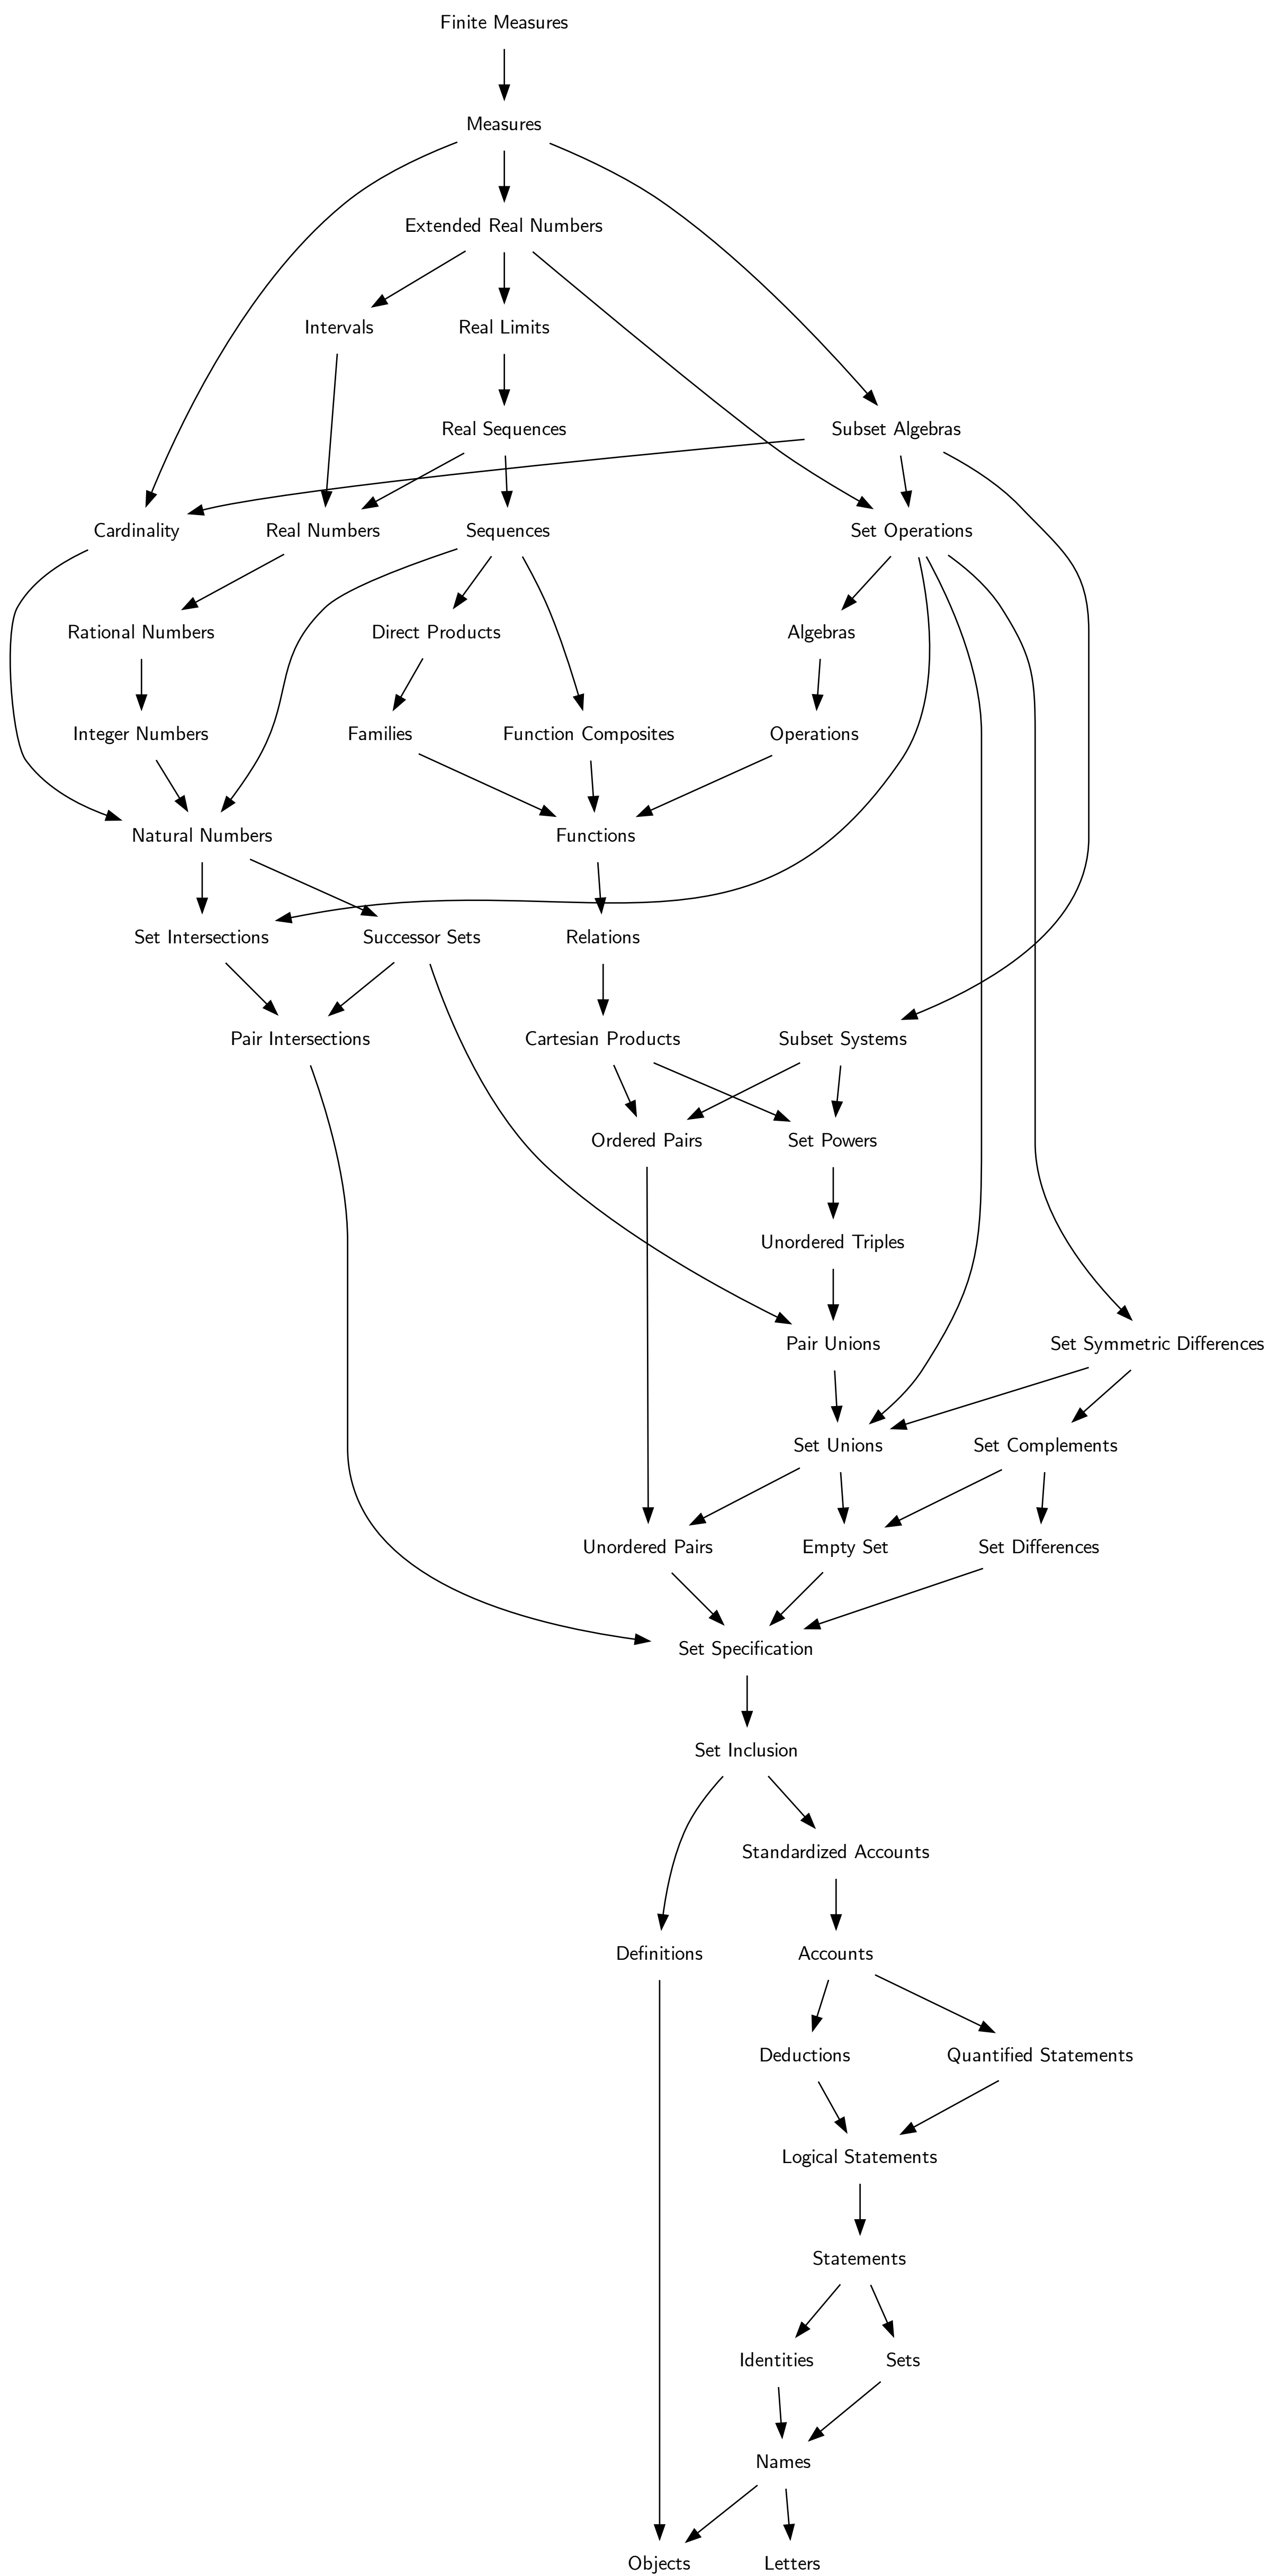 Finite Measures
Measures
Extended Real Numbers
Intervals
Real Limits
Real Sequences
Subset Algebras
Cardinality
Real Numbers
Sequences
Set Operations
Rational Numbers
Direct Products
Algebras
Integer Numbers
Families
Function Composites
Operations
Natural Numbers
Functions
Set Intersections
Successor Sets
Relations
Pair Intersections
Cartesian Products
Subset Systems
Ordered Pairs
Set Powers
Unordered Triples
Pair Unions
Set Symmetric Differences
Set Unions
Set Complements
Unordered Pairs
Empty Set
Set Differences
Set Specification
Set Inclusion
Standardized Accounts
Definitions
Accounts
Deductions
Quantified Statements
Logical Statements
Statements
Identities
Sets
Names
Objects
Letters